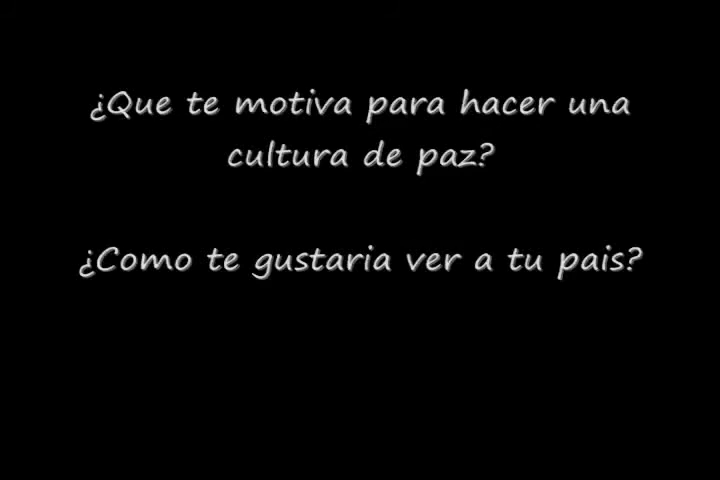 ¿Que te motiva para hacer una
cultura de paz?
¿Como te gustaria ver a tu pais?